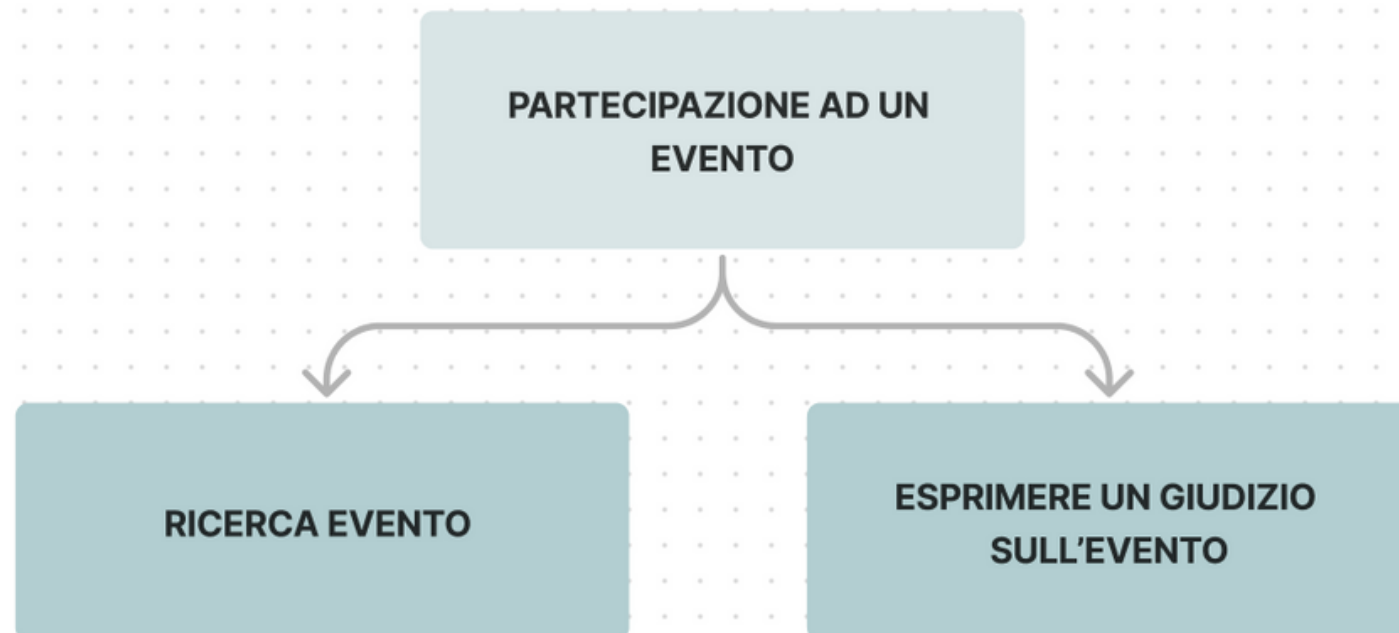 PARTECIPAZIONE AD UN
EVENTO
RICERCA EVENTO
ESPRIMERE UN GIUDIZIO
SULL’EVENTO